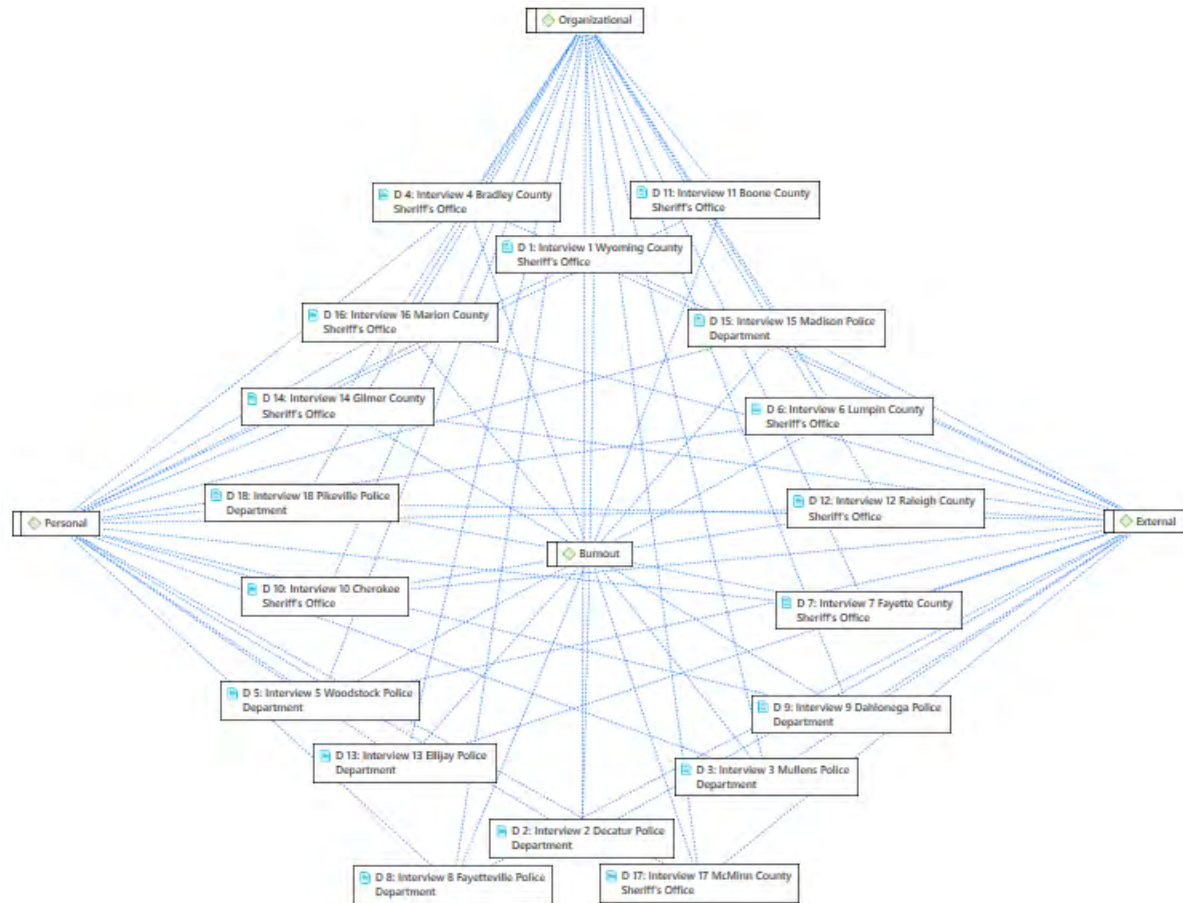 Organizational
D 4: Interview 4 Bradley County
Sheriff's Office
D 11: Interview 11 Boone County
Sheriff's Office
D 1: Interview 1 Wyoming County
Sheriff's Office
D 16: Interview 16 Marion County
Sheriff's Office
D 15: Interview 15 Madison Police
Department
D 14: Interview 14 Gilmer County
Sheriff's Office
D 6: Interview 6 Lumpin County
Sheriff's Office
D 18: Interview 18 Pikeville Police
Department
D 12: Interview 12 Raleigh County
Sheriff's Office
Personal
External
Burnout
D 10: Interview 10 Cherokee
Sheriff's Office
D 7: Interview 7 Fayette County
Sheriff's Office
D 5: Interview 5 Woodstock Police
Department
D 9: Interview 9 Dahlonega Police
Department
D 13: Interview 13 Ellijay Police
Department
D 3: Interview 3 Mullens Police
Department
D 2: Interview 2 Decatur Police
Department
D 8: Interview 8 Fayetteville Police
Department
D 17: Interview 17 McMinn County
Sheriff's Office